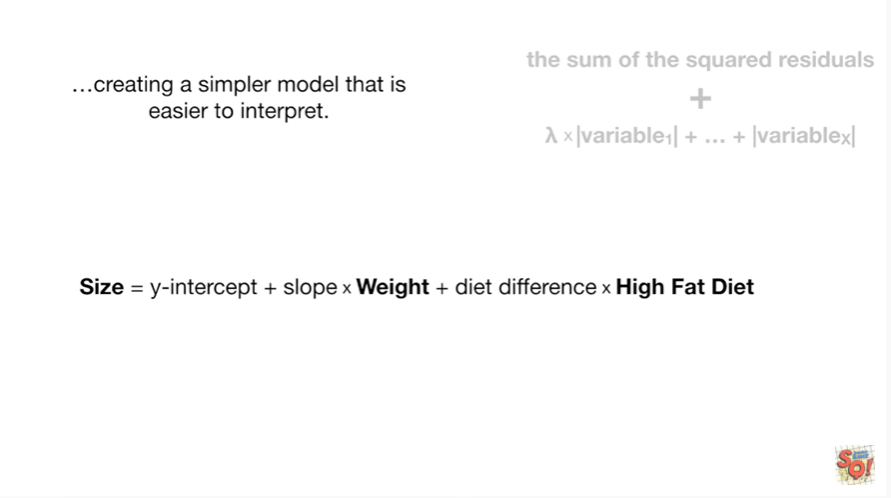 …creating a simpler model that is
easier to interpret.
the sum of the squared residuals
+
λ x|variable₁| + … + |variableₓ|
Size = y-intercept + slope x Weight + diet difference x High Fat Diet
SQ!